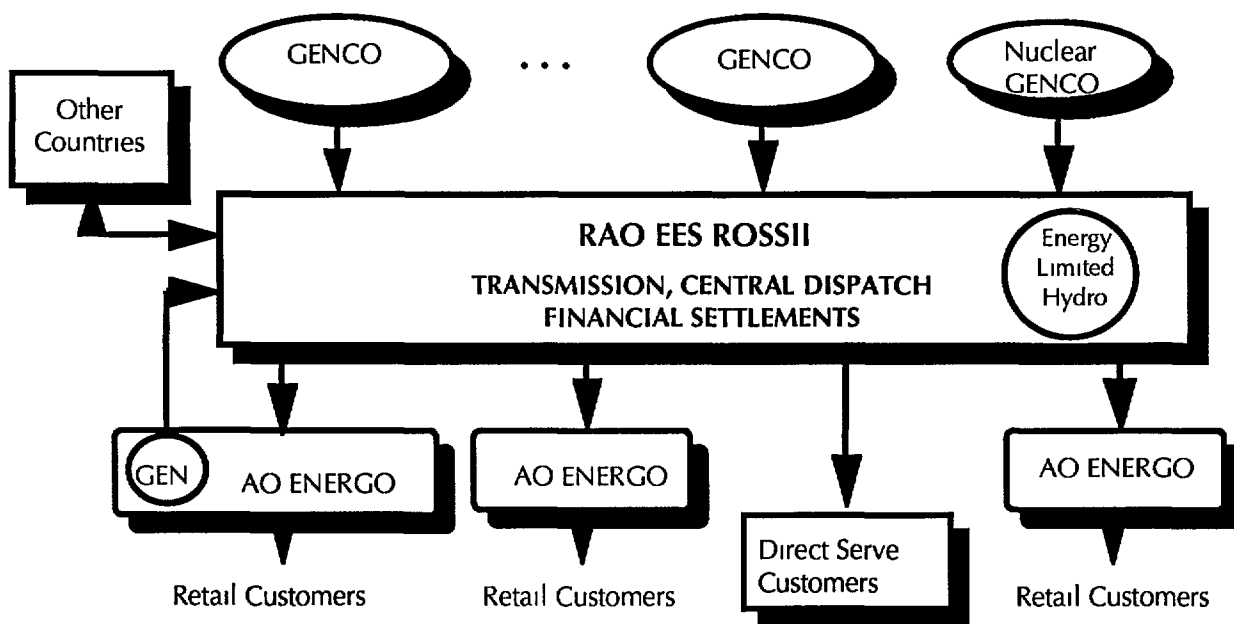 GENCO
...
GENCO
Nuclear
GENCO
Other
Countries
RAO EES ROSSII
TRANSMISSION, CENTRAL DISPATCH
FINANCIAL SETTLEMENTS
Energy
Limited
Hydro
GEN
AO ENERGO
AO ENERGO
AO ENERGO
Direct Serve
Customers
Retail Customers
Retail Customers
Retail Customers